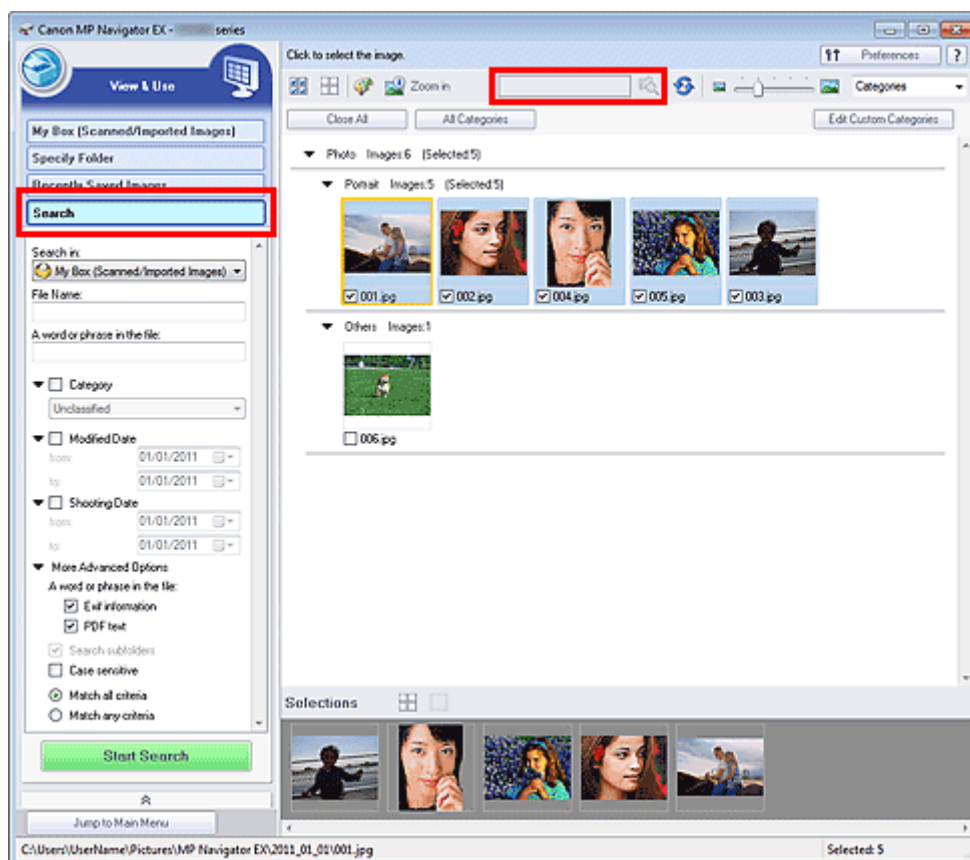 Canon MP Navigator EX - series
Click to select the image.
Preferences
?
View & Use
Zoom in
Categories
Close All
All Categories
Edit Custom Categories
My Box (Scanned/Imported Images)
Specify Folder
Recently Saved Images
Search
Photo Images:6 (Selected:5)
Portrait Images:5 (Selected:5)
001.jpg
002.jpg
004.jpg
005.jpg
003.jpg
Others Images:1
006.jpg
Search in:
My Box (Scanned/Imported Images)
File Name:
A word or phrase in the file:
Category
Unclassified
Modified Date
from: 01/01/2011
to: 01/01/2011
Shooting Date
from: 01/01/2011
to: 01/01/2011
More Advanced Options
A word or phrase in the file:
Exif information
PDF text
Search subfolders
Case sensitive
Match all criteria
Match any criteria
Start Search
Jump to Main Menu
Selections
C:\Users\UserName\Pictures\MP Navigator EX\2011_01_01\001.jpg
Selected: 5